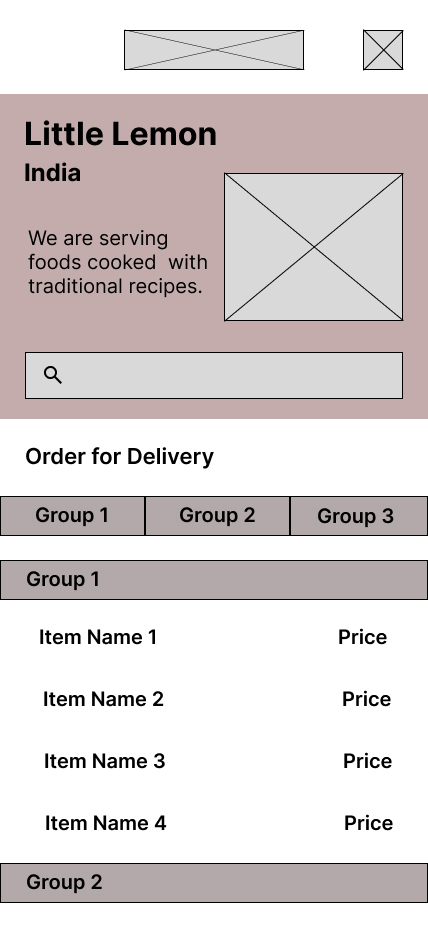 Little Lemon
India
We are serving
foods cooked  with
traditional recipes.
Order for Delivery
Group 1 Group 2 Group 3
Group 1
Item Name 1 Price
Item Name 2 Price
Item Name 3 Price
Item Name 4 Price
Group 2